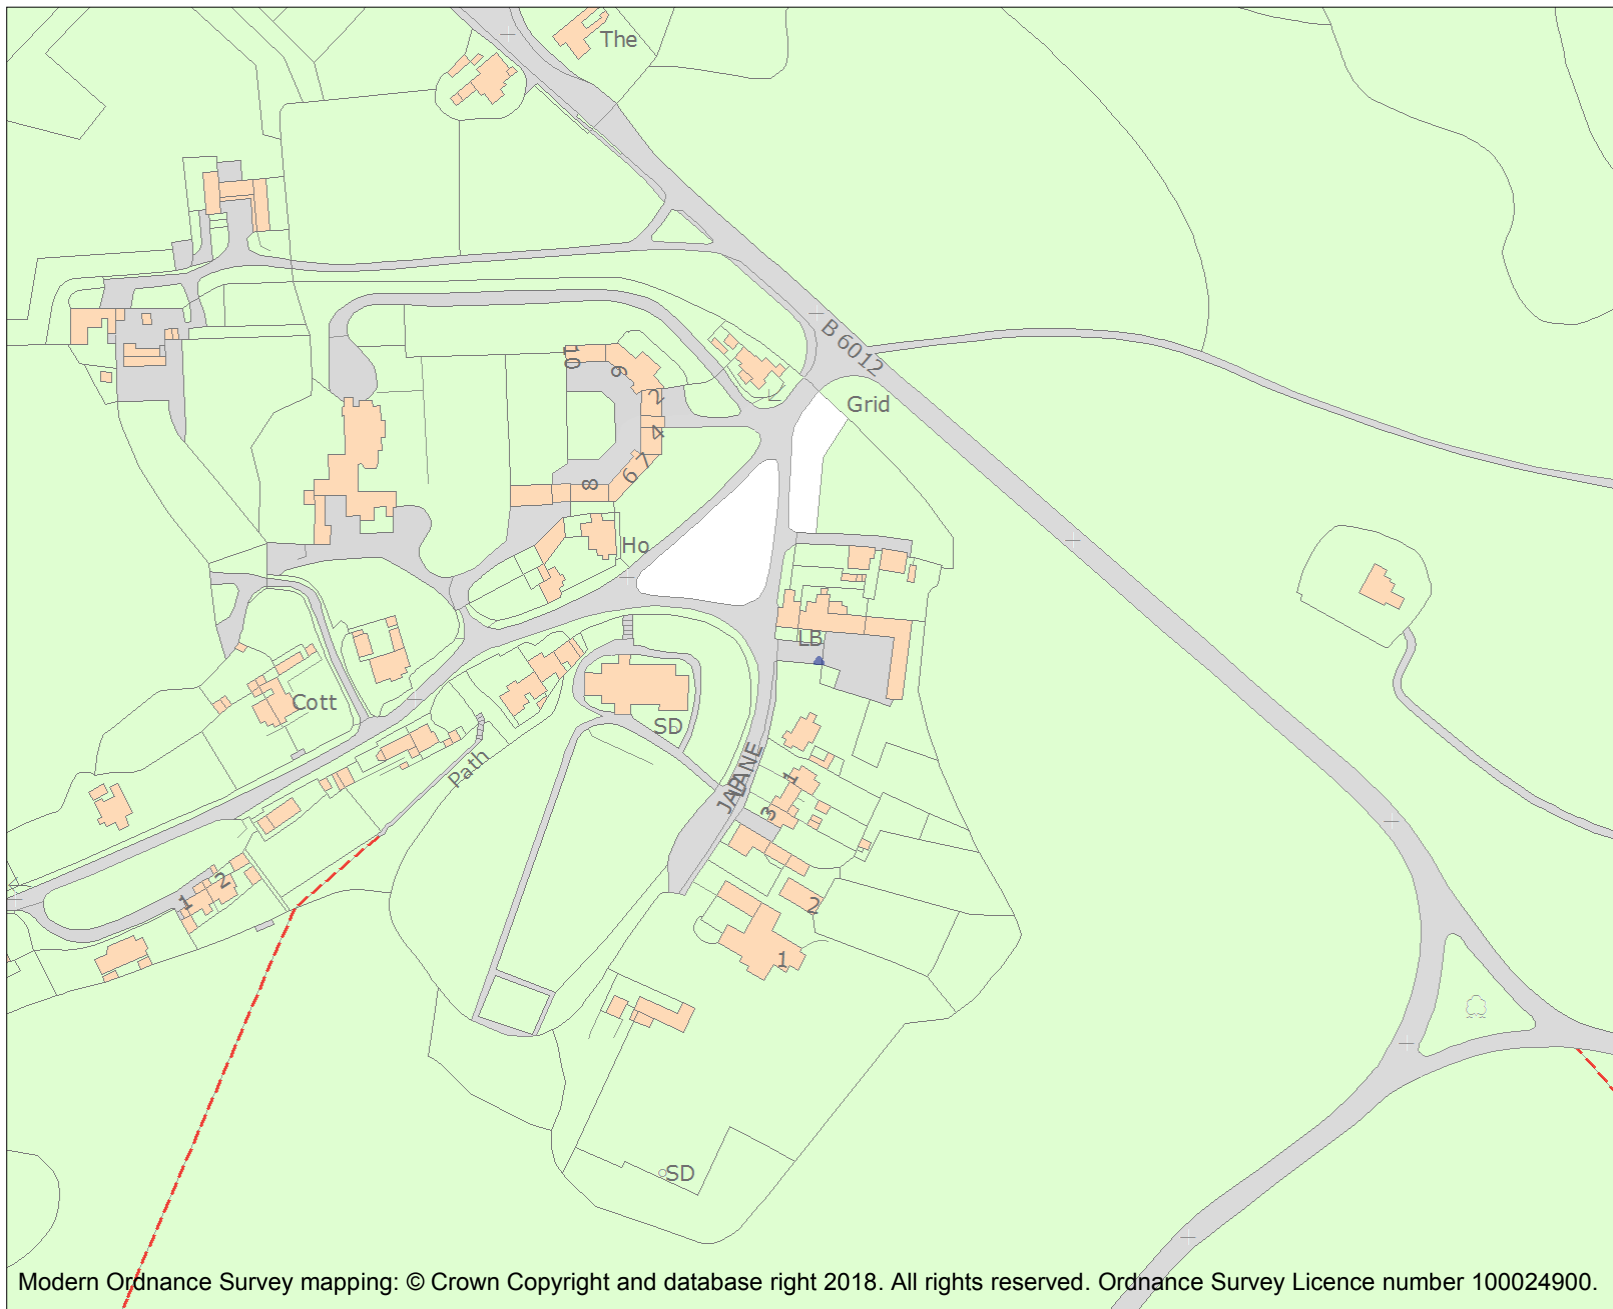 The
B 6012
Grid
10
9
2
4
7
6
8
Ho
LB
Cott
SD
Path
JAP LANE
1
3
2
1
2
1
SD
Modern Ordnance Survey mapping: © Crown Copyright and database right 2018. All rights reserved. Ordnance Survey Licence number 100024900.